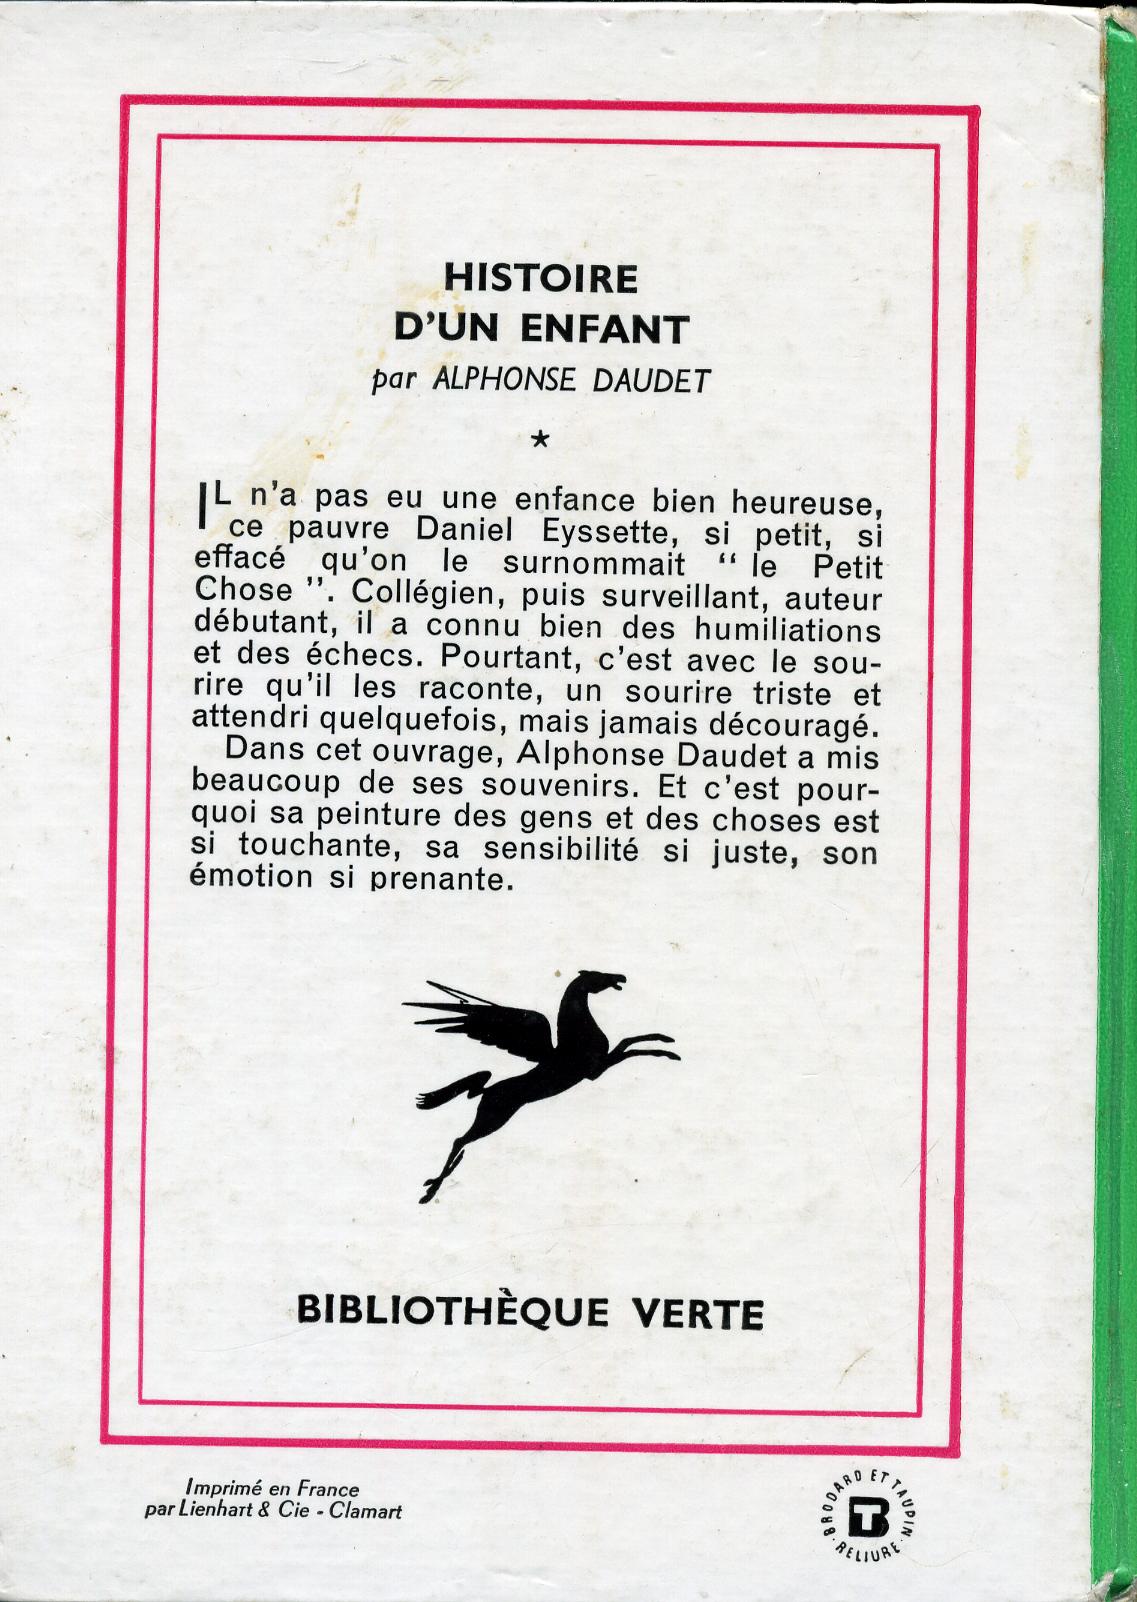 HISTOIRE
D'UN ENFANT
par ALPHONSE DAUDET
★
IL n'a pas eu une enfance bien heureuse,
ce pauvre Daniel Eyssette, si petit, si
effacé qu'on le surnommait “ le Petit
Chose ”. Collégien, puis surveillant, auteur
débutant, il a connu bien des humiliations
et des échecs. Pourtant, c'est avec le sou-
rire qu'il les raconte, un sourire triste et
attendri quelquefois, mais jamais découragé.
Dans cet ouvrage, Alphonse Daudet a mis
beaucoup de ses souvenirs. Et c'est pour-
quoi sa peinture des gens et des choses est
si touchante, sa sensibilité si juste, son
émotion si prenante.
BIBLIOTHÈQUE VERTE
Imprimé en France
par Lienhart & Cie - Clamart
BRODARD ET TAUPIN
BT
RELIURE